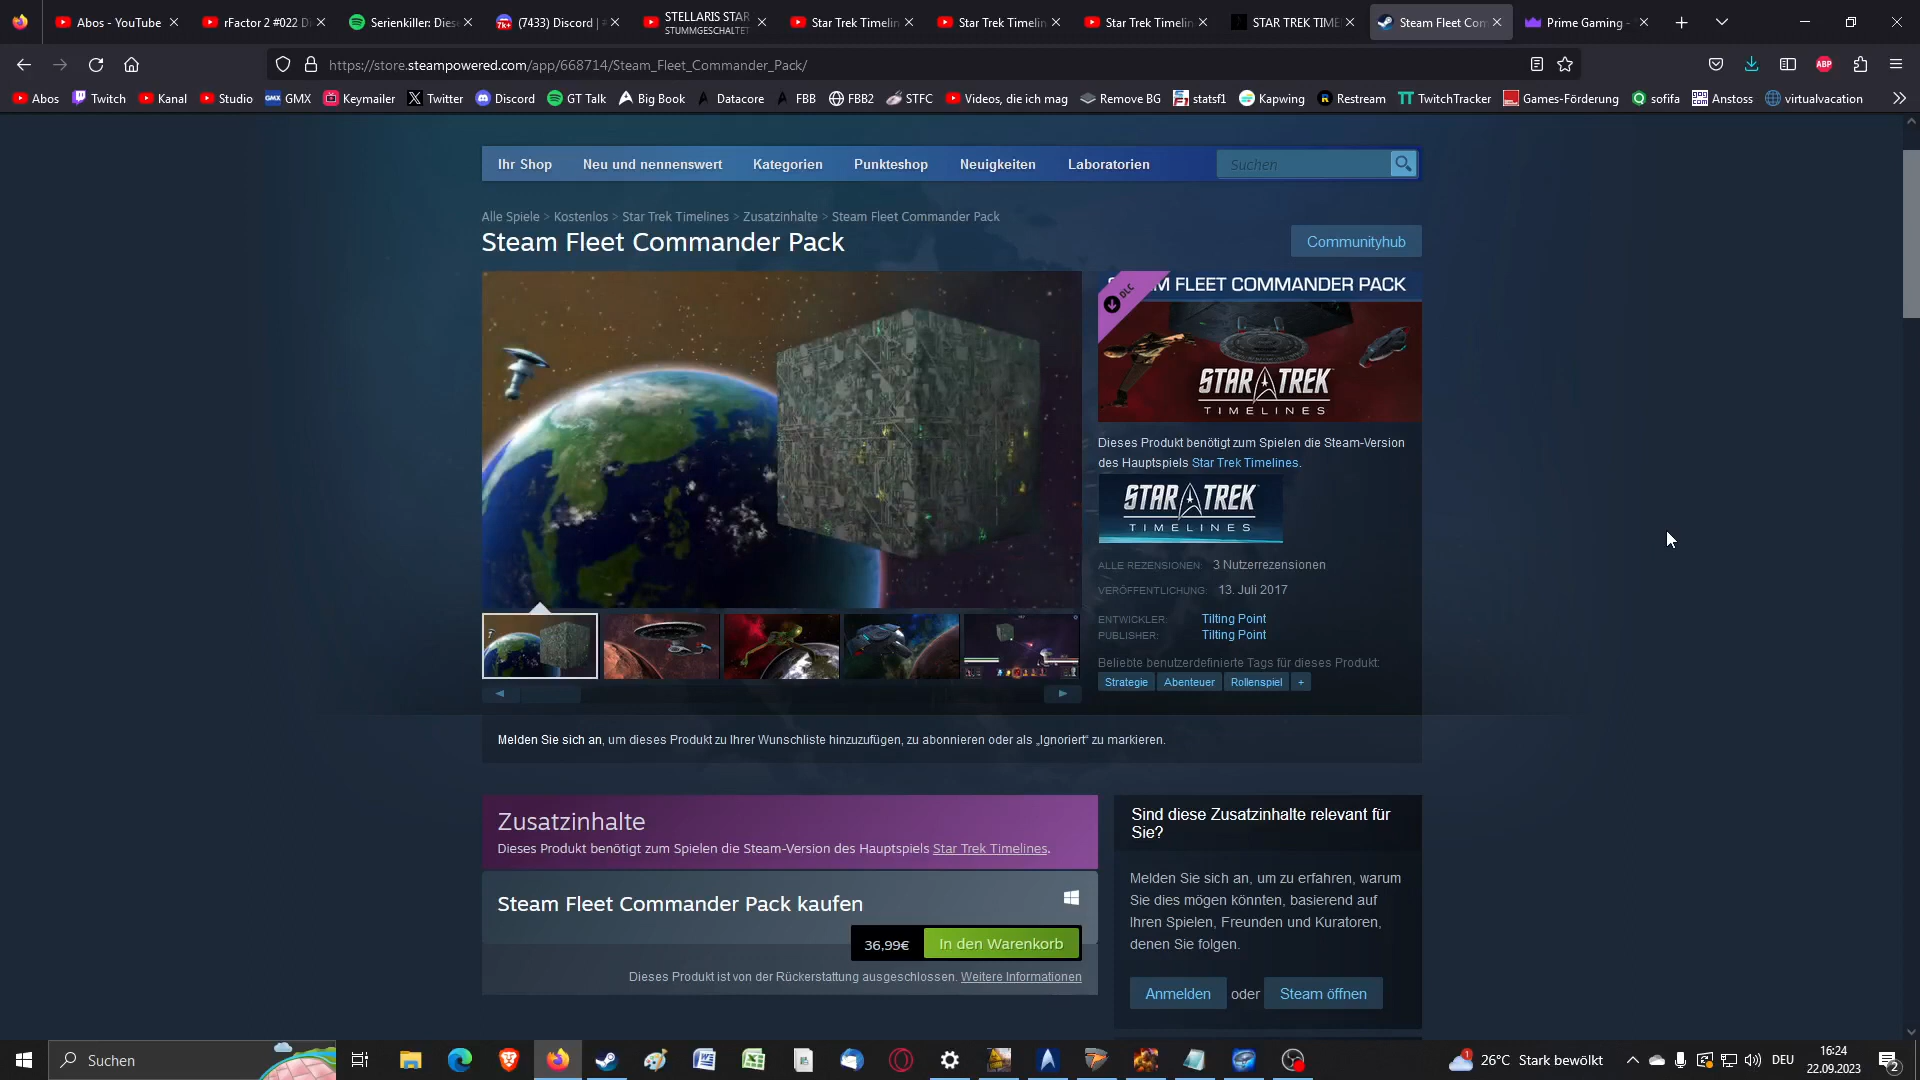 Abos - YouTube
rFactor 2 #022 D
Serienkiller: Dies
(7433) Discord |
STELLARIS STAR
STUMMGESCHALTET
Star Trek Timelin
Star Trek Timelin
Star Trek Timelin
STAR TREK TIME
Steam Fleet Com
Prime Gaming -
https://store.steampowered.com/app/668714/Steam_Fleet_Commander_Pack/
ABP
Abos
Twitch
Kanal
Studio
GMX
Keymailer
Twitter
Discord
GT Talk
Big Book
Datacore
FBB
FBB2
STFC
Videos, die ich mag
Remove BG
statsf1
Kapwing
Restream
TwitchTracker
Games-Förderung
sofifa
Anstoss
virtualvacation
Ihr Shop
Neu und nennenswert
Kategorien
Punkteshop
Neuigkeiten
Laboratorien
Suchen
Alle Spiele > Kostenlos > Star Trek Timelines > Zusatzinhalte > Steam Fleet Commander Pack
Steam Fleet Commander Pack
Communityhub
DLC
M FLEET COMMANDER PACK
STAR TREK
TIMELINES
Dieses Produkt benötigt zum Spielen die Steam-Version
des Hauptspiels Star Trek Timelines.
STAR TREK
TIMELINES
ALLE REZENSIONEN: 3 Nutzerrezensionen
VERÖFFENTLICHUNG: 13. Juli 2017
ENTWICKLER: Tilting Point
PUBLISHER: Tilting Point
Beliebte benutzerdefinierte Tags für dieses Produkt:
Strategie
Abenteuer
Rollenspiel
+
Melden Sie sich an, um dieses Produkt zu Ihrer Wunschliste hinzuzufügen, zu abonnieren oder als „Ignoriert“ zu markieren.
Zusatzinhalte
Dieses Produkt benötigt zum Spielen die Steam-Version des Hauptspiels Star Trek Timelines.
Steam Fleet Commander Pack kaufen
36,99€
In den Warenkorb
Dieses Produkt ist von der Rückerstattung ausgeschlossen. Weitere Informationen
Sind diese Zusatzinhalte relevant für
Sie?
Melden Sie sich an, um zu erfahren, warum
Sie dies mögen könnten, basierend auf
Ihren Spielen, Freunden und Kuratoren,
denen Sie folgen.
Anmelden oder Steam öffnen
Suchen
26°C Stark bewölkt
DEU
16:24
22.09.2023
2